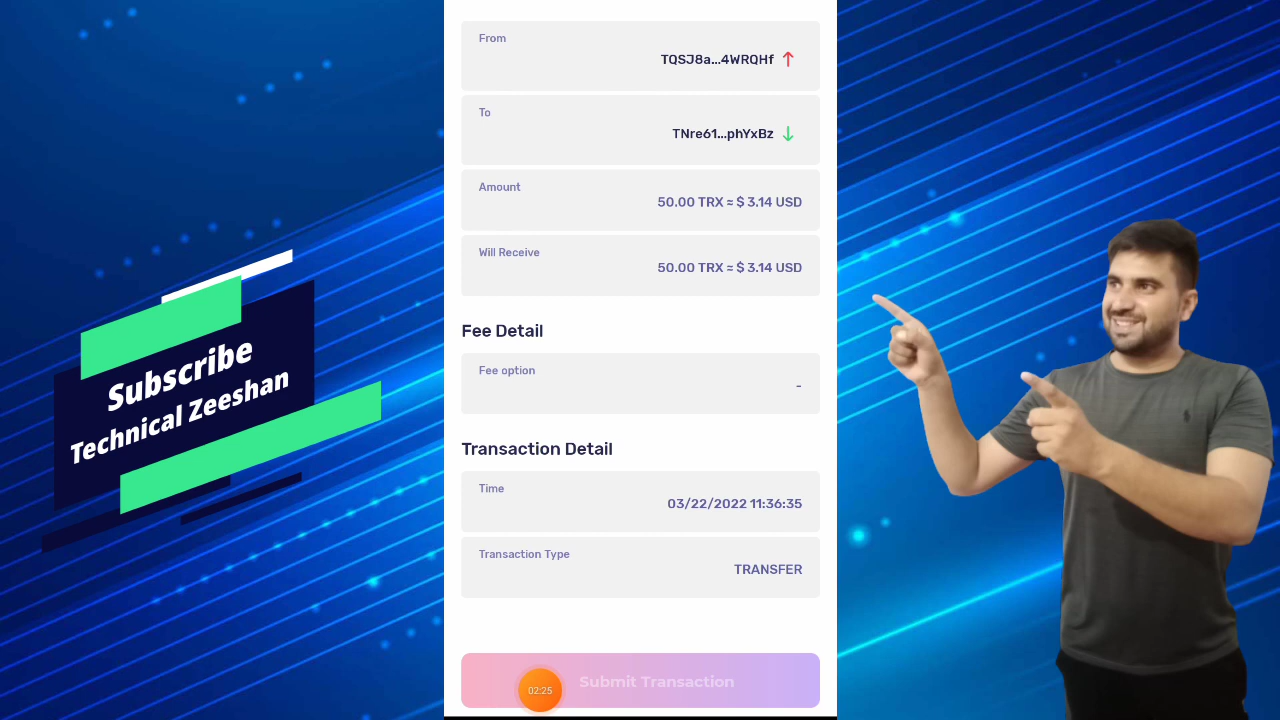 Subscribe
Technical Zeeshan
From
TQSJ8a...4WRQHf
To
TNre61...phYxBz
Amount
50.00 TRX ≈ $ 3.14 USD
Will Receive
50.00 TRX ≈ $ 3.14 USD
Fee Detail
Fee option
-
Transaction Detail
Time
03/22/2022 11:36:35
Transaction Type
TRANSFER
Submit Transaction
02:25